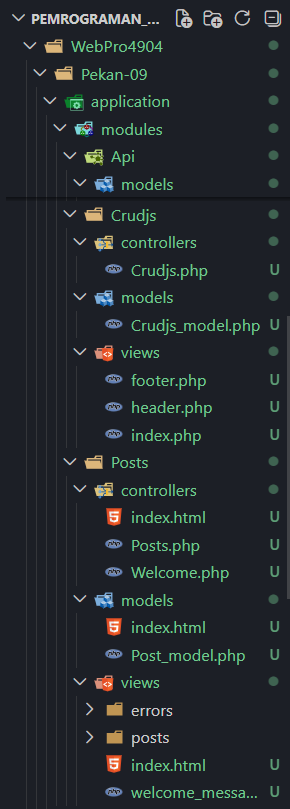 PEMROGRAMAN_...
WebPro4904
Pekan-09
application
modules
Api
models
Crudjs
controllers
Crudjs.php U
models
Crudjs_model.php U
views
footer.php U
header.php U
index.php U
Posts
controllers
index.html U
Posts.php U
Welcome.php U
models
index.html U
Post_model.php U
views
errors
posts
index.html U
welcome_messa... U